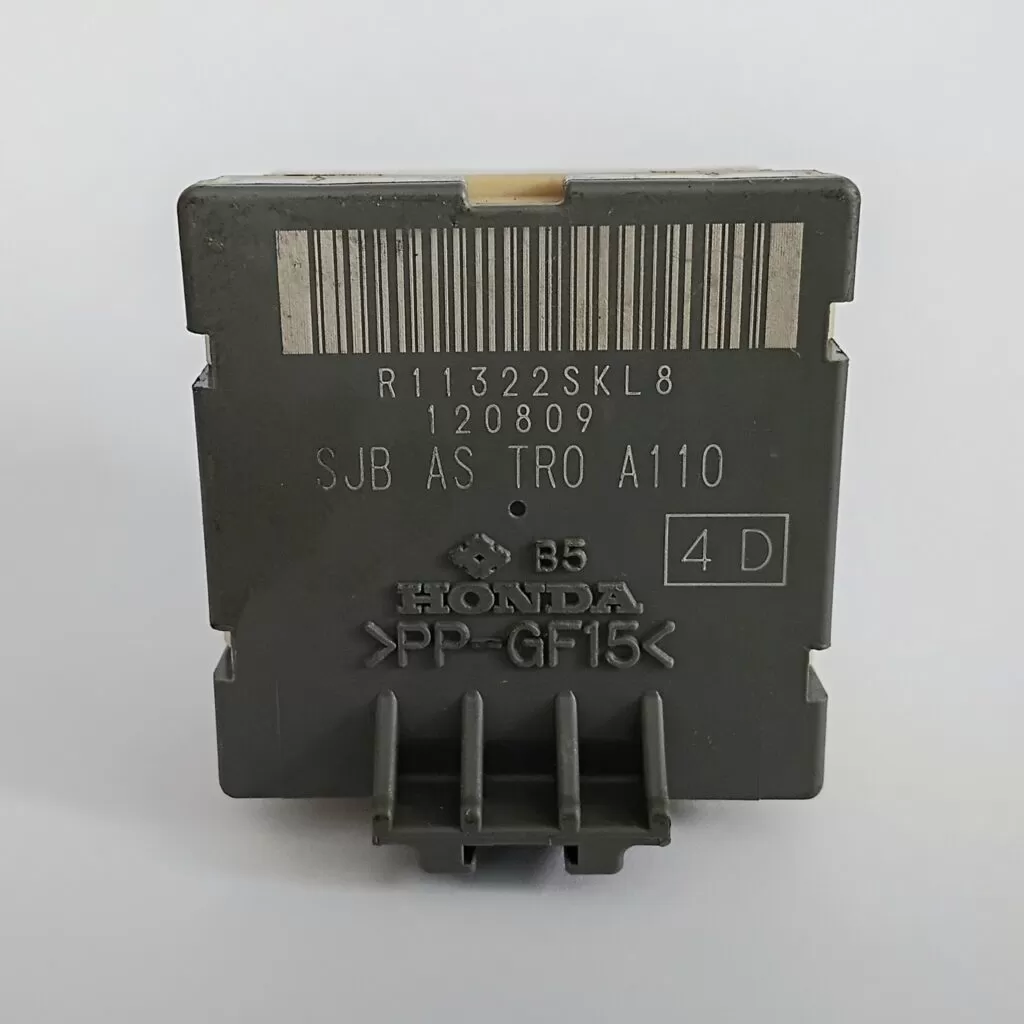 R11322SKL8
120809
SJB AS TRO A110
4 D
B5
HONDA
>PP-GF15<